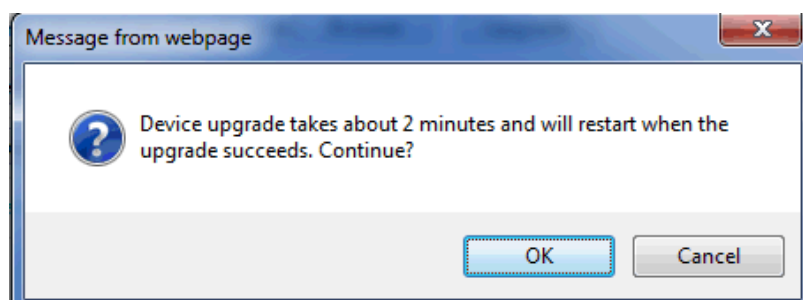 Message from webpage
Device upgrade takes about 2 minutes and will restart when the
upgrade succeeds. Continue?
OK
Cancel